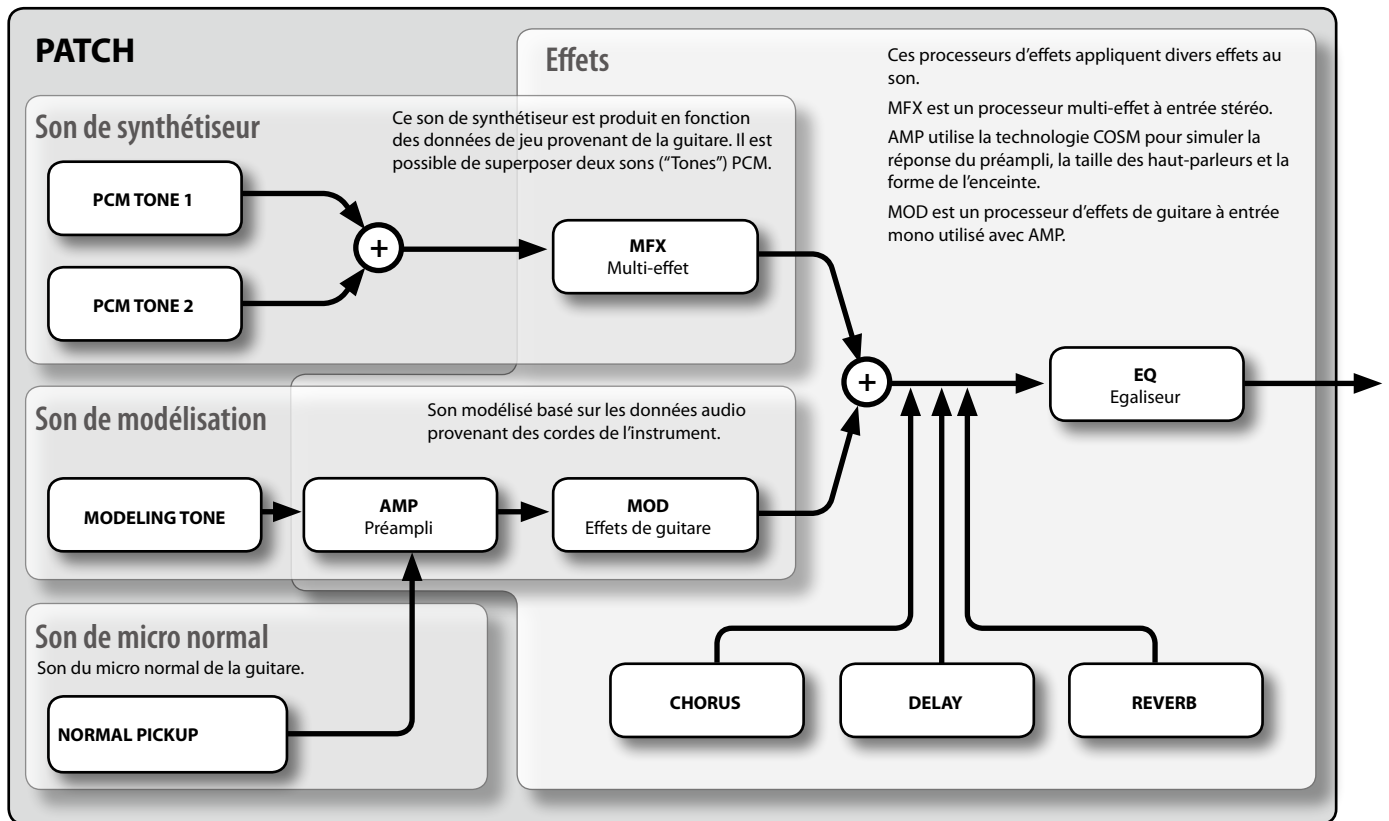 PATCH
Effets
Ces processeurs d'effets appliquent divers effets au
son.
MFX est un processeur multi-effet à entrée stéréo.
AMP utilise la technologie COSM pour simuler la
réponse du préampli, la taille des haut-parleurs et la
forme de l'enceinte.
MOD est un processeur d'effets de guitare à entrée
mono utilisé avec AMP.
Son de synthétiseur
Ce son de synthétiseur est produit en fonction
des données de jeu provenant de la guitare. Il est
possible de superposer deux sons ("Tones") PCM.
PCM TONE 1
PCM TONE 2
+
MFX
Multi-effet
+
EQ
Egaliseur
Son de modélisation
Son modélisé basé sur les données audio
provenant des cordes de l'instrument.
MODELING TONE
AMP
Préampli
MOD
Effets de guitare
Son de micro normal
Son du micro normal de la guitare.
NORMAL PICKUP
CHORUS
DELAY
REVERB